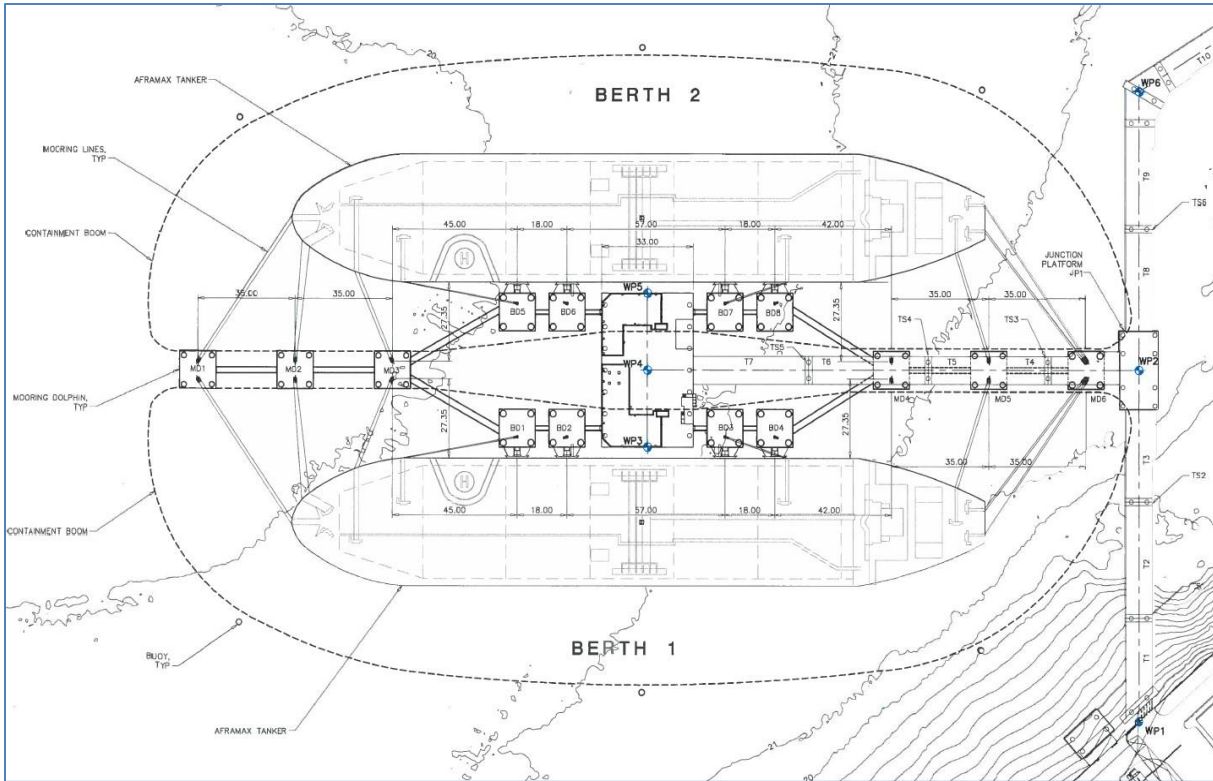 20
21
T10
WP6
AFRAMAX TANKER
BERTH 2
MOORING LINES,
TYP
T9
TS6
CONTAINMENT BOOM
45.00
18.00
57.00
18.00
42.00
33.00
H
JUNCTION
PLATFORM
JP1
T8
35.00
35.00
WP5
35.00
35.00
BD5
BD6
BD7
BD8
27.35
27.35
TS5
TS4
TS3
MD1
MD2
MD3
WP4
T7
T6
T5
T4
WP2
MOORING DOLPHIN,
TYP
MD4
MD5
MD6
27.35
27.35
BD1
BD2
BD3
BD4
WP3
T3
35.00
35.00
H
TS2
45.00
18.00
57.00
18.00
42.00
CONTAINMENT BOOM
T2
BUOY,
TYP
BERTH 1
T1
AFRAMAX TANKER
WP1
21
20